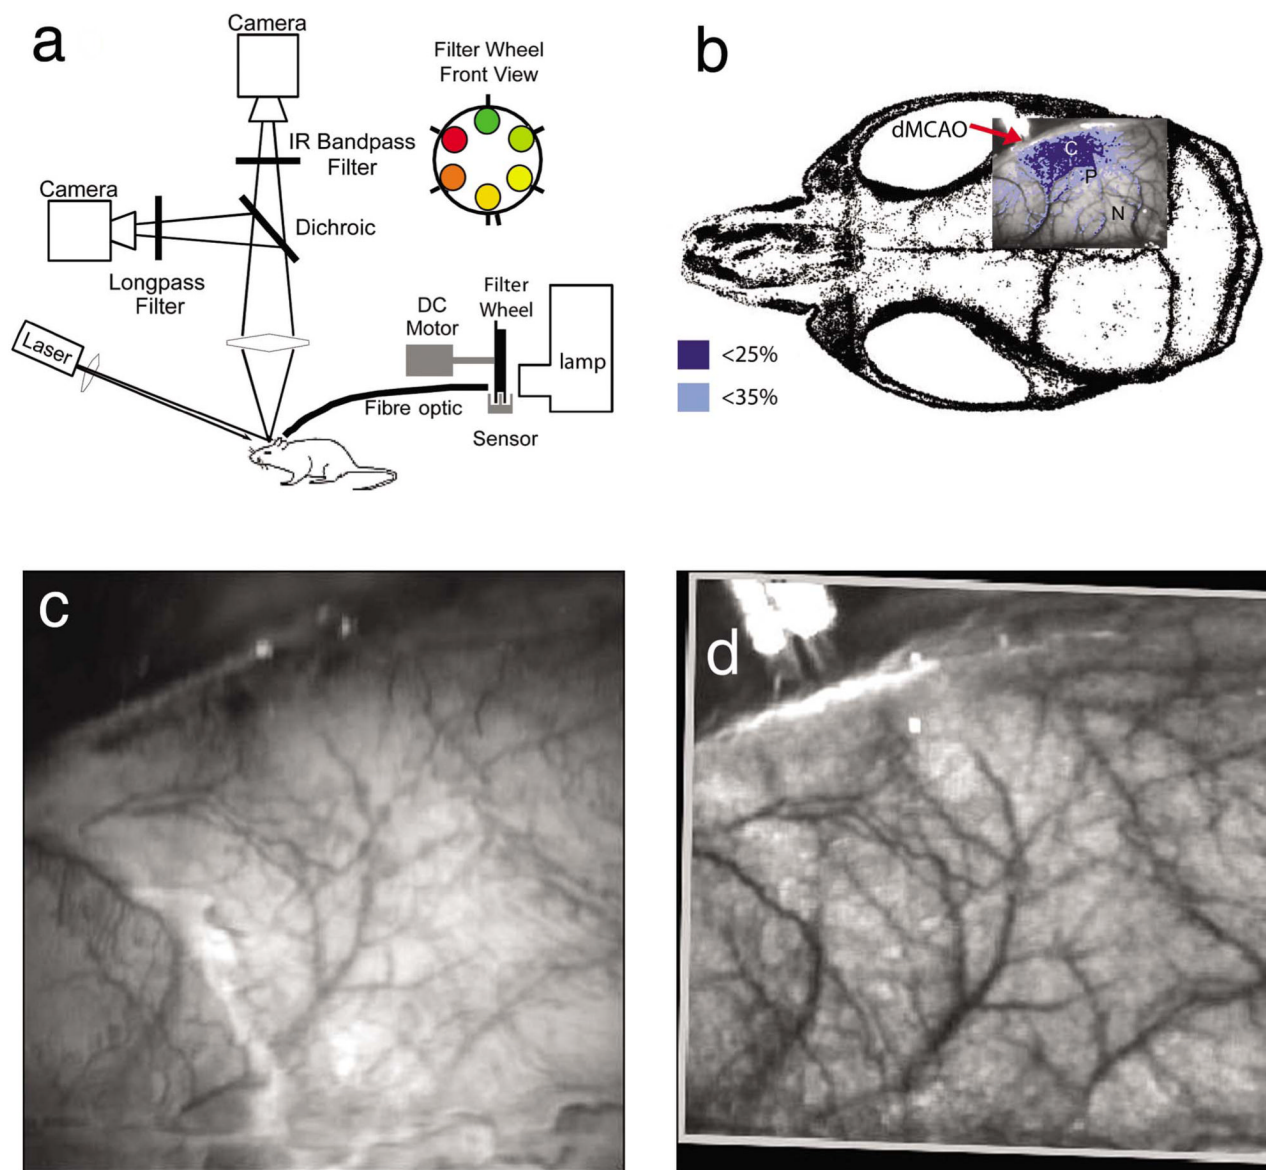 a
Camera
Filter Wheel
Front View
IR Bandpass
Filter
Camera
Dichroic
Longpass
Filter
Laser
DC
Motor
Filter
Wheel
lamp
Fibre optic
Sensor
b
dMCAO
C
P
N
<25%
<35%
c
d